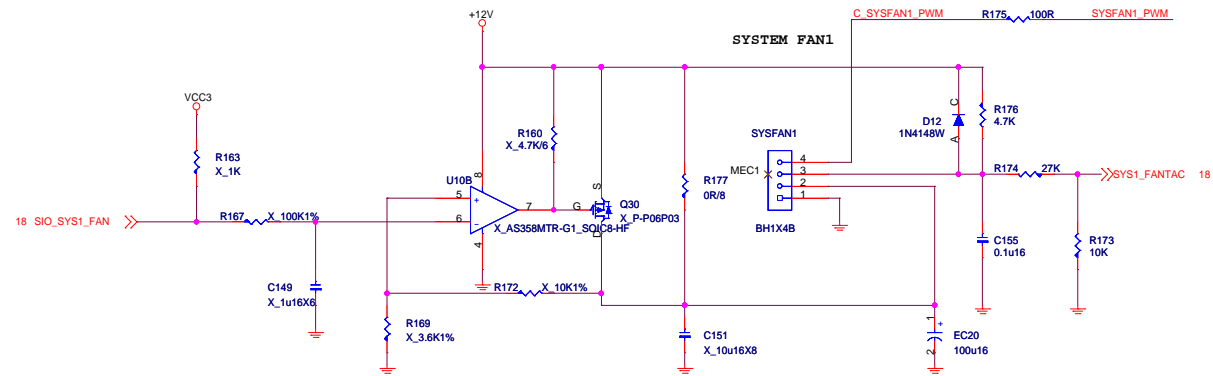 +12V
C_SYSFAN1_PWM R175 100R SYSFAN1_PWM
SYSTEM FAN1
VCC3
R163
X_1K
R160
X_4.7K/6
SYSFAN1
MEC1
4
3
2
1
BH1X4B
D12
1N4148W
C
A
R176
4.7K
R177
0R/8
R174 27K
SYS1_FANTAC 18
18 SIO_SYS1_FAN
R167 X_100K1%
U10B
8
5
+
6
-
7
4
X_AS358MTR-G1_SOIC8-HF
S
G
D
Q30
X_P-P06P03
C155
0.1u16
R173
10K
C149
X_1u16X6
R172 X_10K1%
R169
X_3.6K1%
C151
X_10u16X8
1
+
2
EC20
100u16